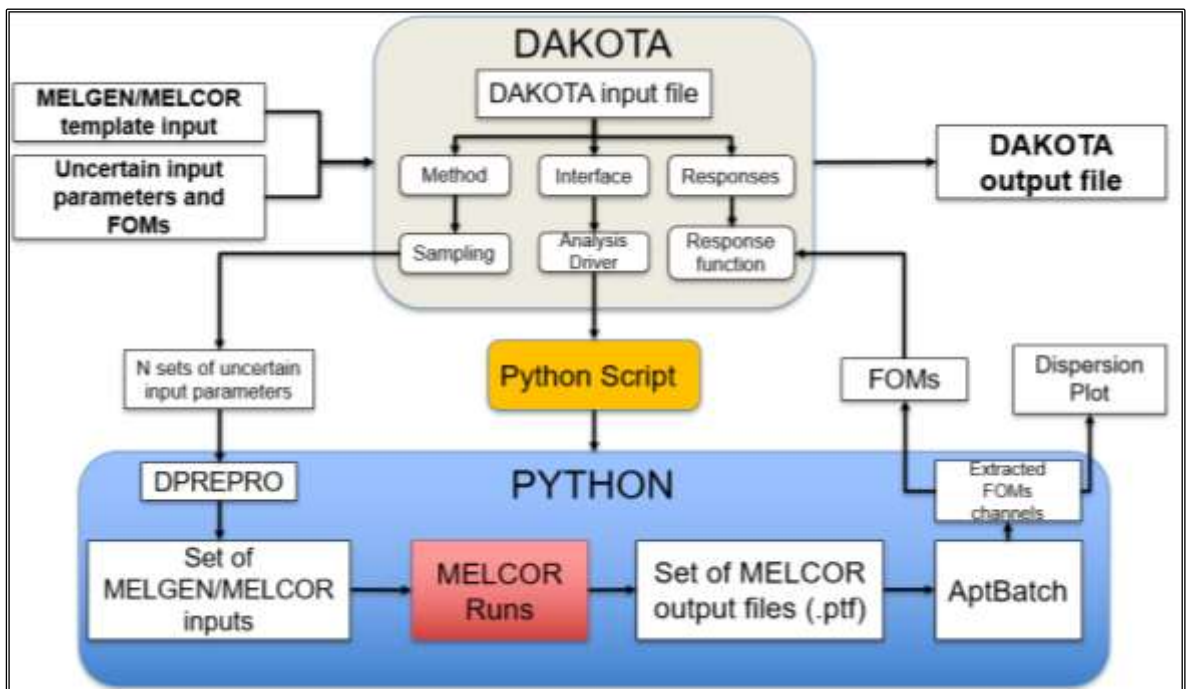 DAKOTA
DAKOTA input file
MELGEN/MELCOR
template input
Uncertain input
parameters and
FOMs
Method
Interface
Responses
DAKOTA
output file
Sampling
Analysis
Driver
Response
function
N sets of uncertain
input parameters
Python Script
FOMs
Dispersion
Plot
DPREPRO
PYTHON
Extracted
FOMs
channels
Set of
MELGEN/MELCOR
inputs
MELCOR
Runs
Set of MELCOR
output files (.ptf)
AptBatch